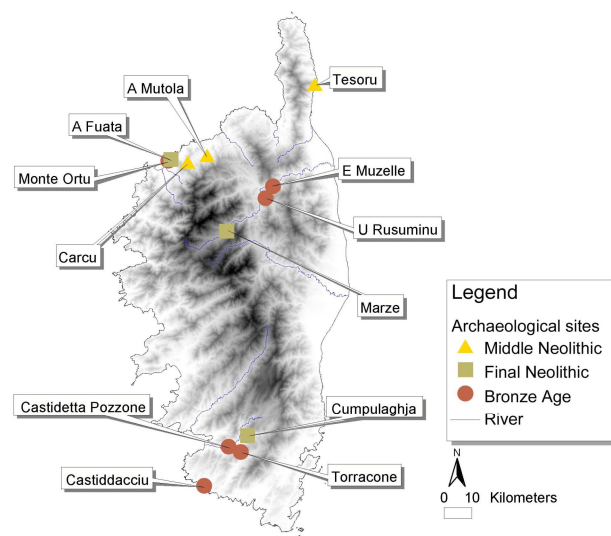 Tesoru
A Mutola
A Fuata
Monte Ortu
E Muzelle
U Rusuminu
Carcu
Marze
Legend
Archaeological sites
Middle Neolithic
Final Neolithic
Bronze Age
River
Castidetta Pozzone
Cumpulaghja
Castiddacciu
Torracone
N
0 10 Kilometers